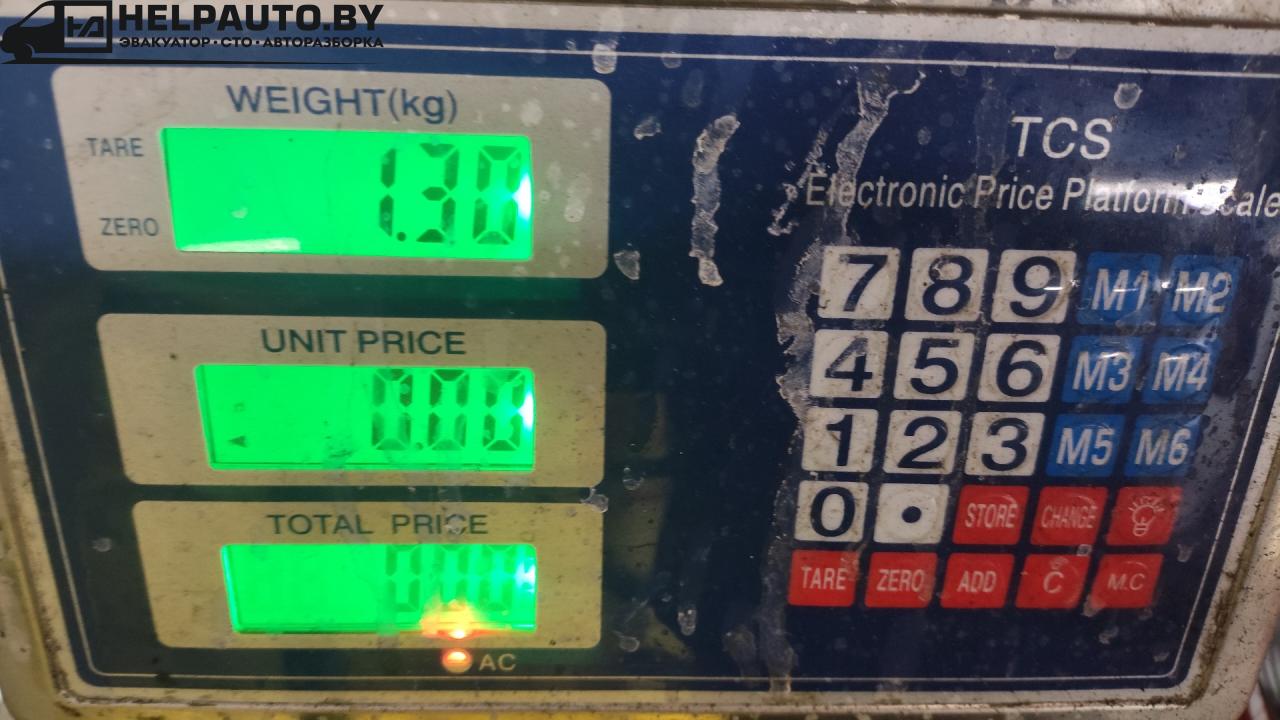 HELPAUTO.BY
ЭВАКУАТОР · СТО · АВТОРАЗБОРКА
WEIGHT(kg)
TARE
ZERO
1.30
UNIT PRICE
0.00
TOTAL PRICE
0.00
AC
TCS
Electronic Price Platform Scale
7 8 9 M1 M2
4 5 6 M3 M4
1 2 3 M5 M6
0 • STORE CHANGE
TARE ZERO ADD C M.C